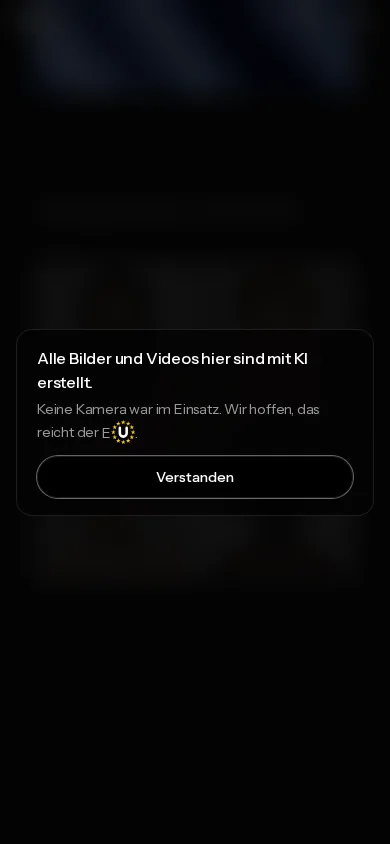 Alle Bilder und Videos hier sind mit KI
erstellt.
Keine Kamera war im Einsatz. Wir hoffen, das
reicht der EU.
Verstanden